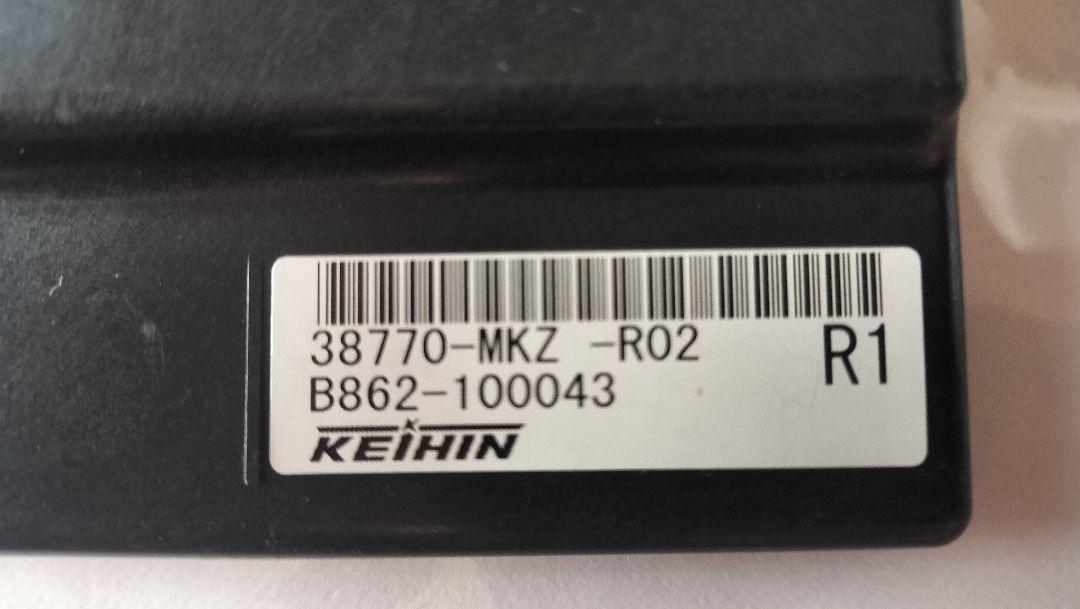 38770-MKZ -R02
R1
B862-100043
KEIHIN